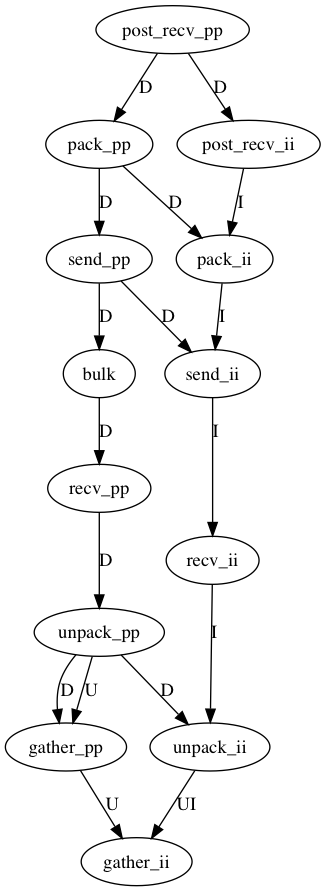 post_recv_pp
D
D
pack_pp
post_recv_ii
D
D
I
send_pp
pack_ii
D
D
I
bulk
send_ii
D
I
recv_pp
D
recv_ii
I
unpack_pp
D
U
D
gather_pp
unpack_ii
U
UI
gather_ii